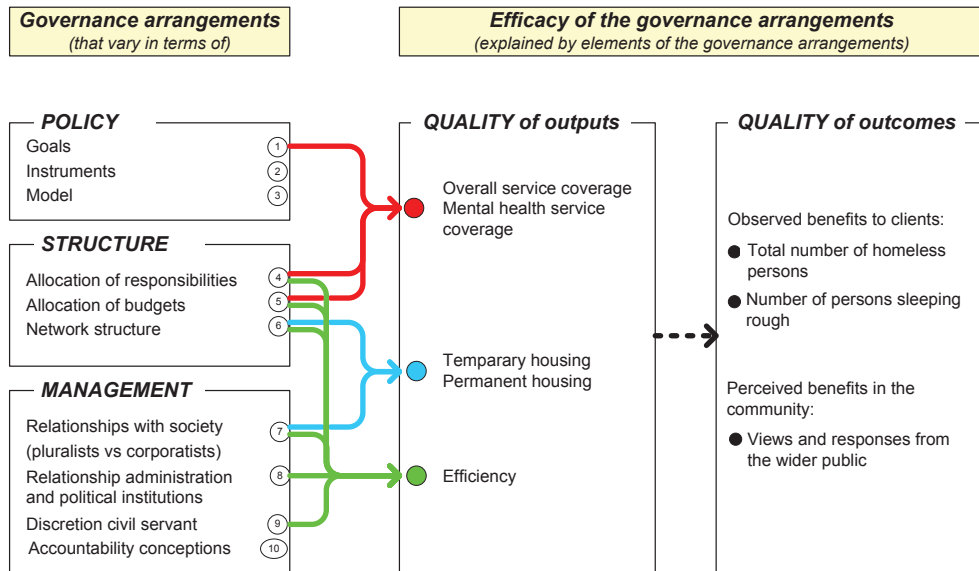 Governance arrangements
(that vary in terms of)
Efficacy of the governance arrangements
(explained by elements of the governance arrangements)
POLICY
Goals 1
Instruments 2
Model 3
STRUCTURE
Allocation of responsibilities 4
Allocation of budgets 5
Network structure 6
MANAGEMENT
Relationships with society
(pluralists vs corporatists) 7
Relationship administration 8
and political institutions
Discretion civil servant 9
Accountability conceptions 10
QUALITY of outputs
Overall service coverage
Mental health service
coverage
Temparary housing
Permanent housing
Efficiency
QUALITY of outcomes
Observed benefits to clients:
Total number of homeless
persons
Number of persons sleeping
rough
Perceived benefits in the
community:
Views and responses from
the wider public